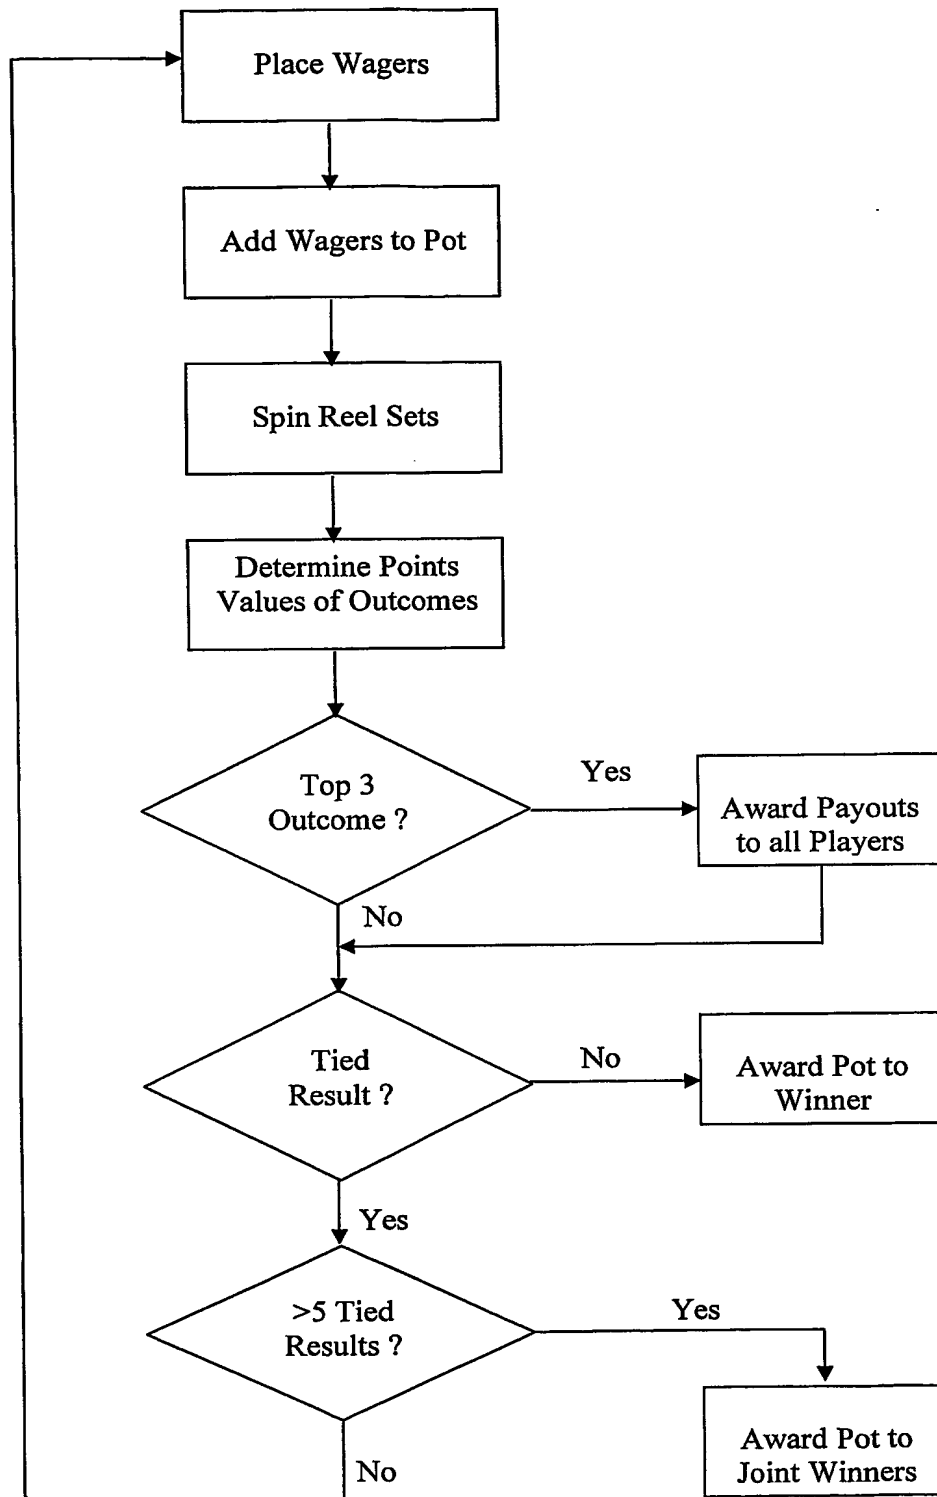 Place Wagers
Add Wagers to Pot
Spin Reel Sets
Determine Points
Values of Outcomes
Top 3
Outcome ?
Yes
Award Payouts
to all Players
No
Tied
Result ?
No
Award Pot to
Winner
Yes
>5 Tied
Results ?
Yes
Award Pot to
Joint Winners
No